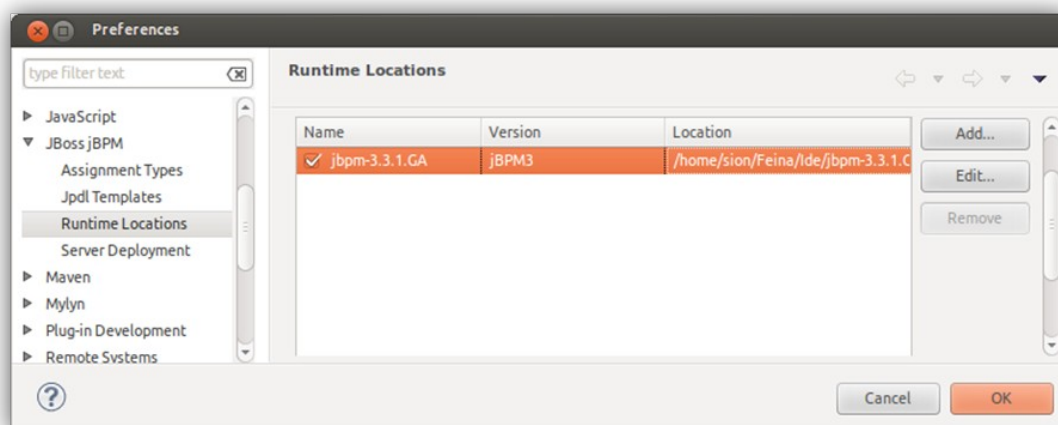 Preferences
type filter text
Runtime Locations
JavaScript
JBoss jBPM
Assignment Types
Jpdl Templates
Runtime Locations
Server Deployment
Maven
Mylyn
Plug-in Development
Remote Systems
Name Version Location
jbpm-3.3.1.GA jBPM3 /home/sion/Feina/Ide/jbpm-3.3.1.G
Add...
Edit...
Remove
Cancel OK